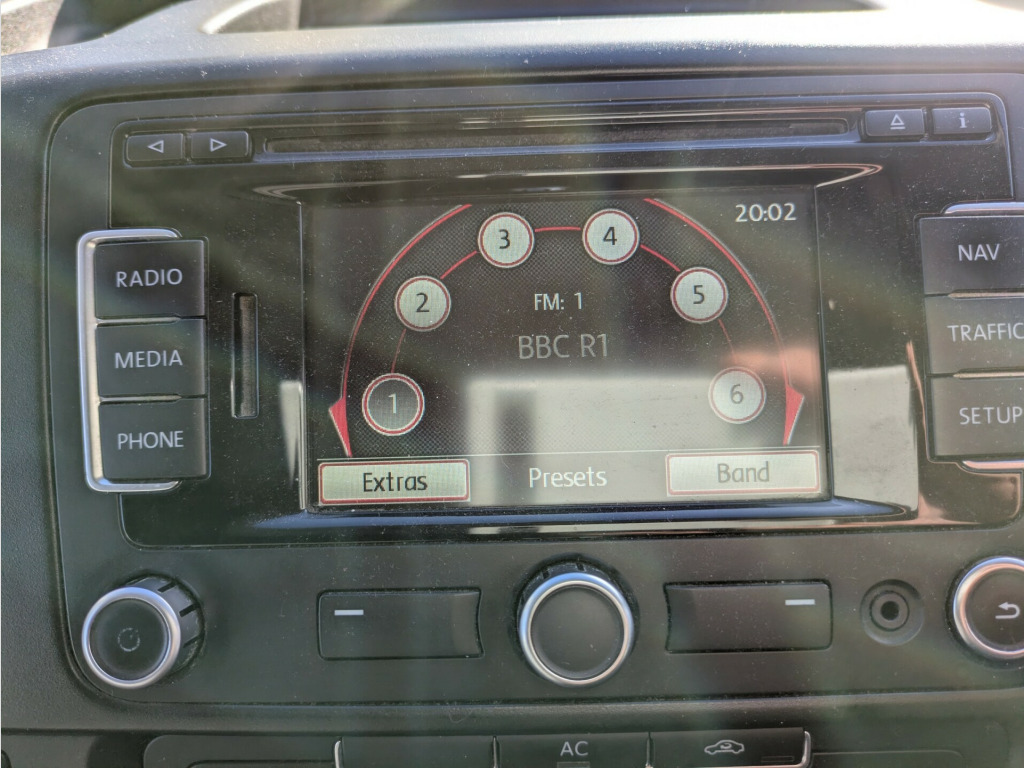 i
20:02
3 4
2 5
FM: 1
BBC R1
1 6
Extras Presets Band
RADIO
MEDIA
PHONE
NAV
TRAFFIC
SETUP
AC